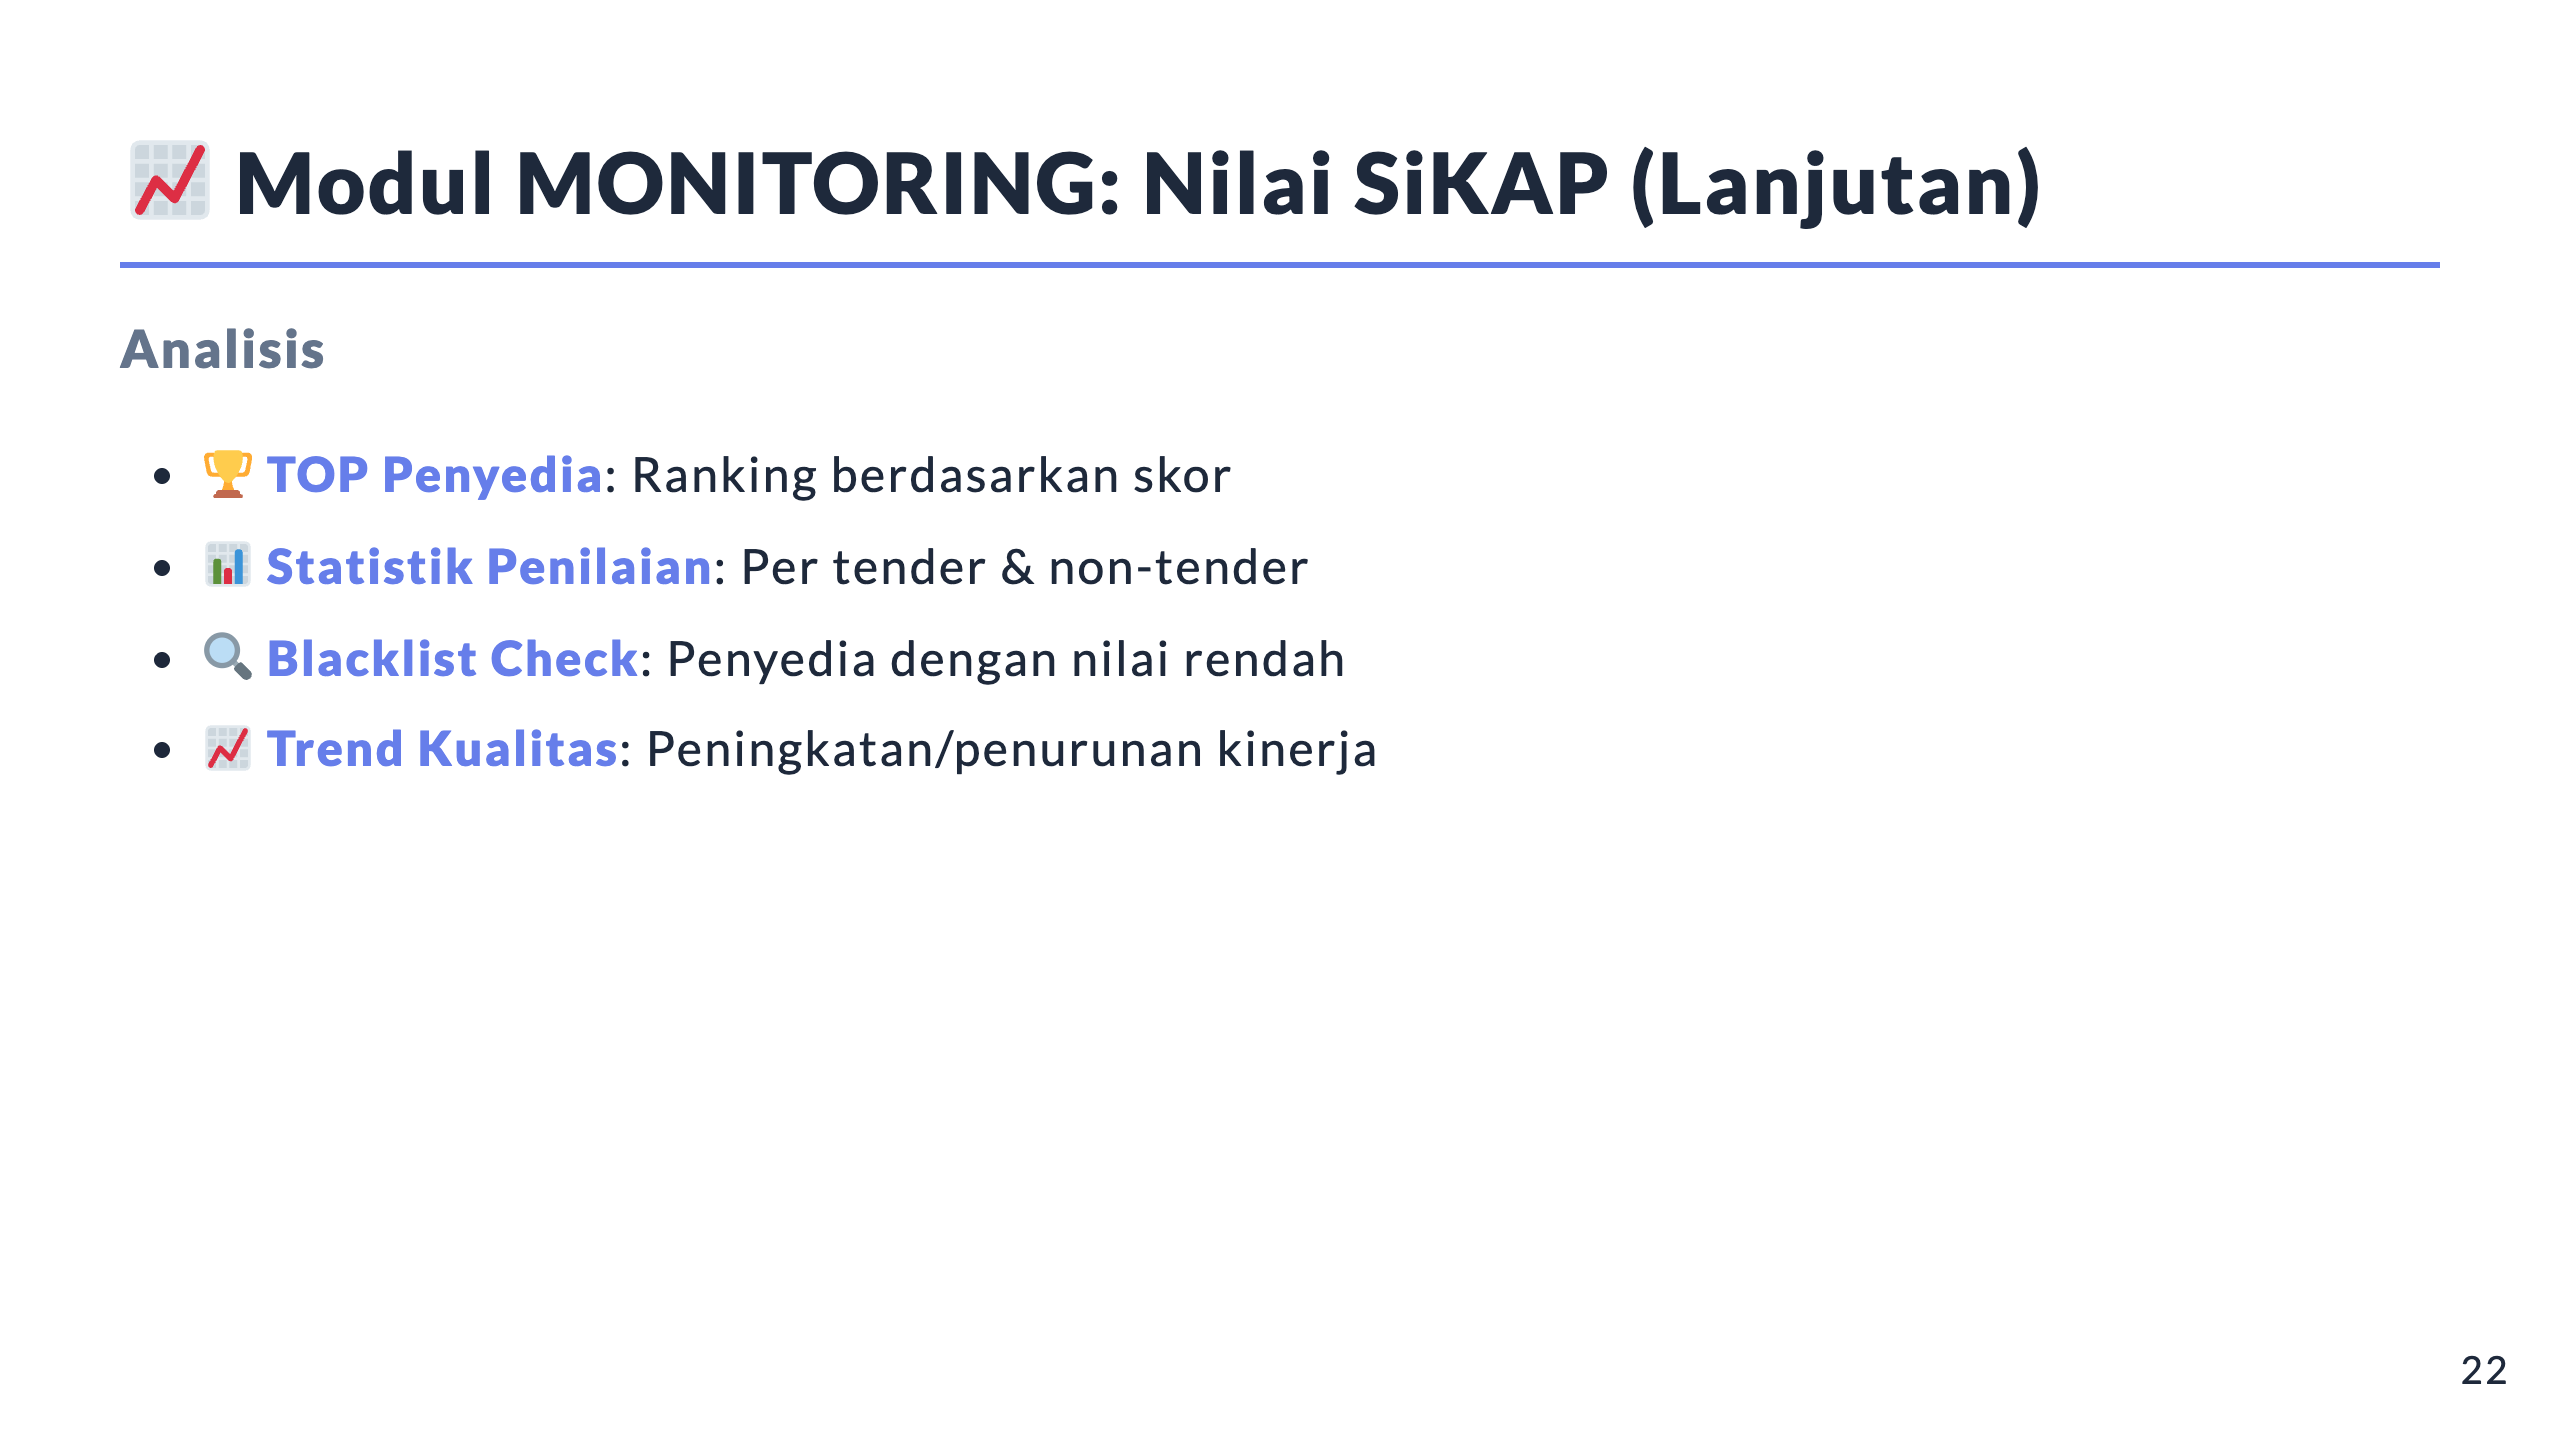 Modul MONITORING: Nilai SiKAP (Lanjutan)
Analisis
• TOP Penyedia: Ranking berdasarkan skor
• Statistik Penilaian: Per tender & non-tender
• Blacklist Check: Penyedia dengan nilai rendah
• Trend Kualitas: Peningkatan/penurunan kinerja
22